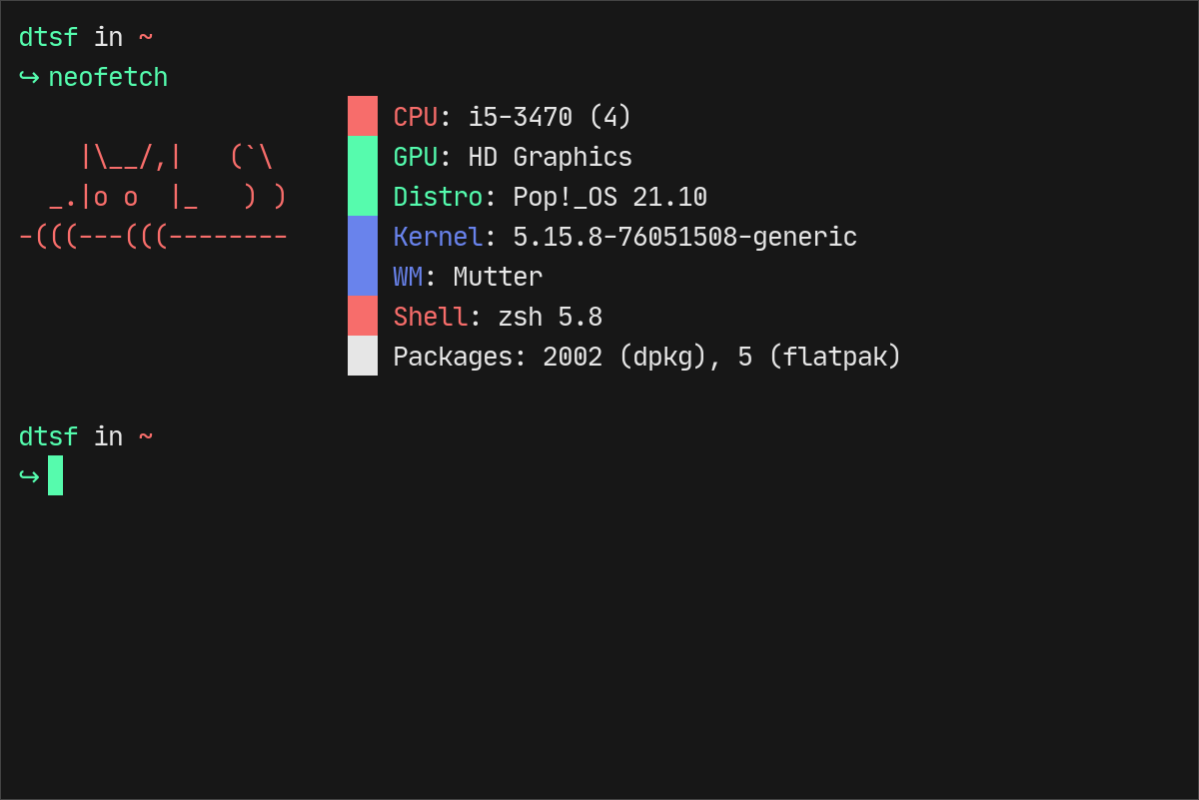 dtsf in ~
↪ neofetch
CPU: i5-3470 (4)
    |\__/,|   (`\    GPU: HD Graphics
  _.|o o  |_   ) )    Distro: Pop!_OS 21.10
-(((---(((--------    Kernel: 5.15.8-76051508-generic
WM: Mutter
Shell: zsh 5.8
Packages: 2002 (dpkg), 5 (flatpak)
dtsf in ~
↪